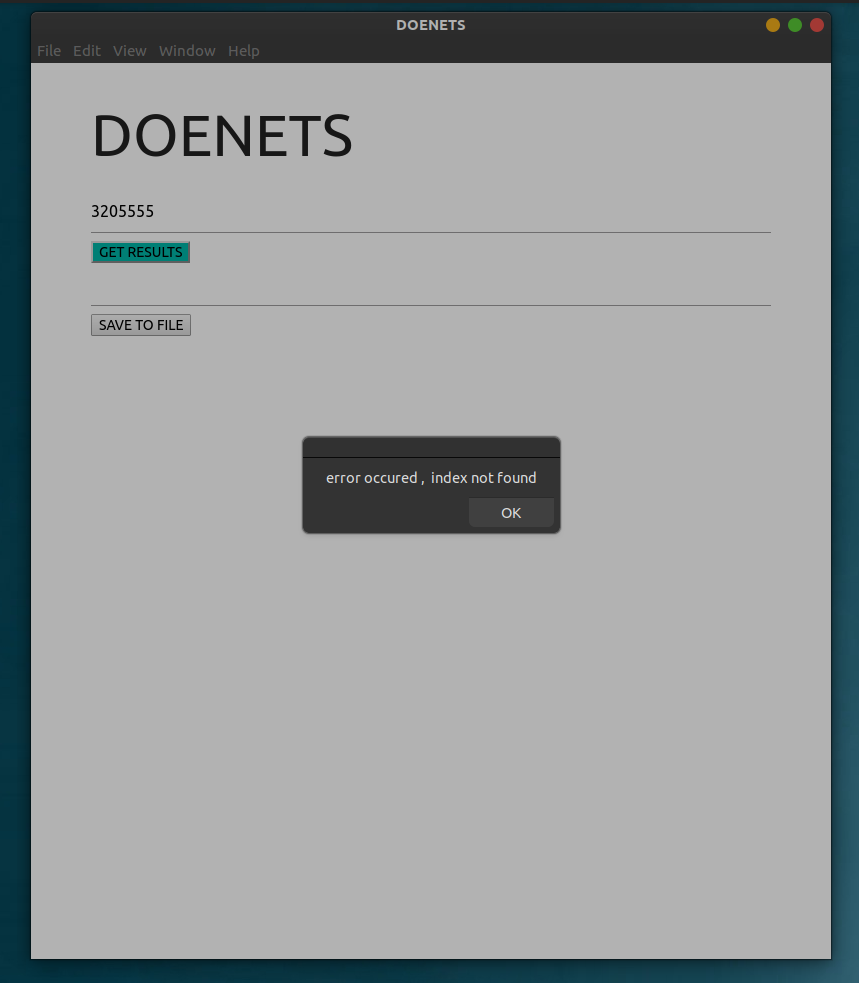 DOENETS
File Edit View Window Help
DOENETS
3205555
GET RESULTS
SAVE TO FILE
error occured , index not found
OK